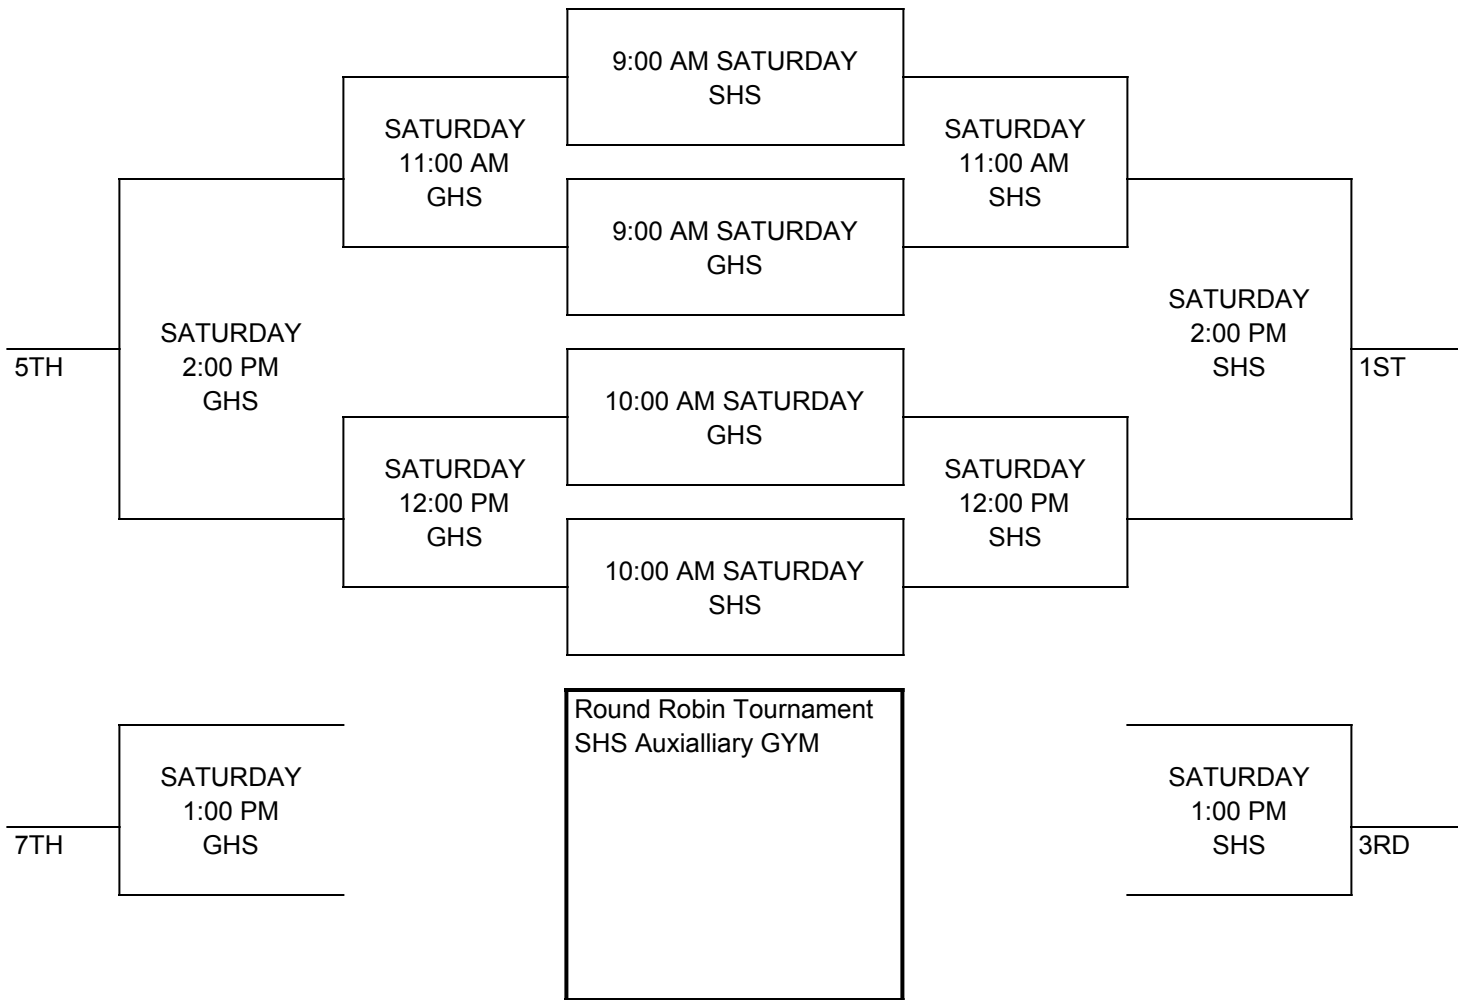 9:00 AM SATURDAY
SHS
SATURDAY
11:00 AM
GHS
SATURDAY
11:00 AM
SHS
9:00 AM SATURDAY
GHS
SATURDAY
2:00 PM
GHS
SATURDAY
2:00 PM
SHS
5TH
1ST
10:00 AM SATURDAY
GHS
SATURDAY
12:00 PM
GHS
SATURDAY
12:00 PM
SHS
10:00 AM SATURDAY
SHS
Round Robin Tournament
SHS Auxialliary GYM
SATURDAY
1:00 PM
GHS
SATURDAY
1:00 PM
SHS
7TH
3RD